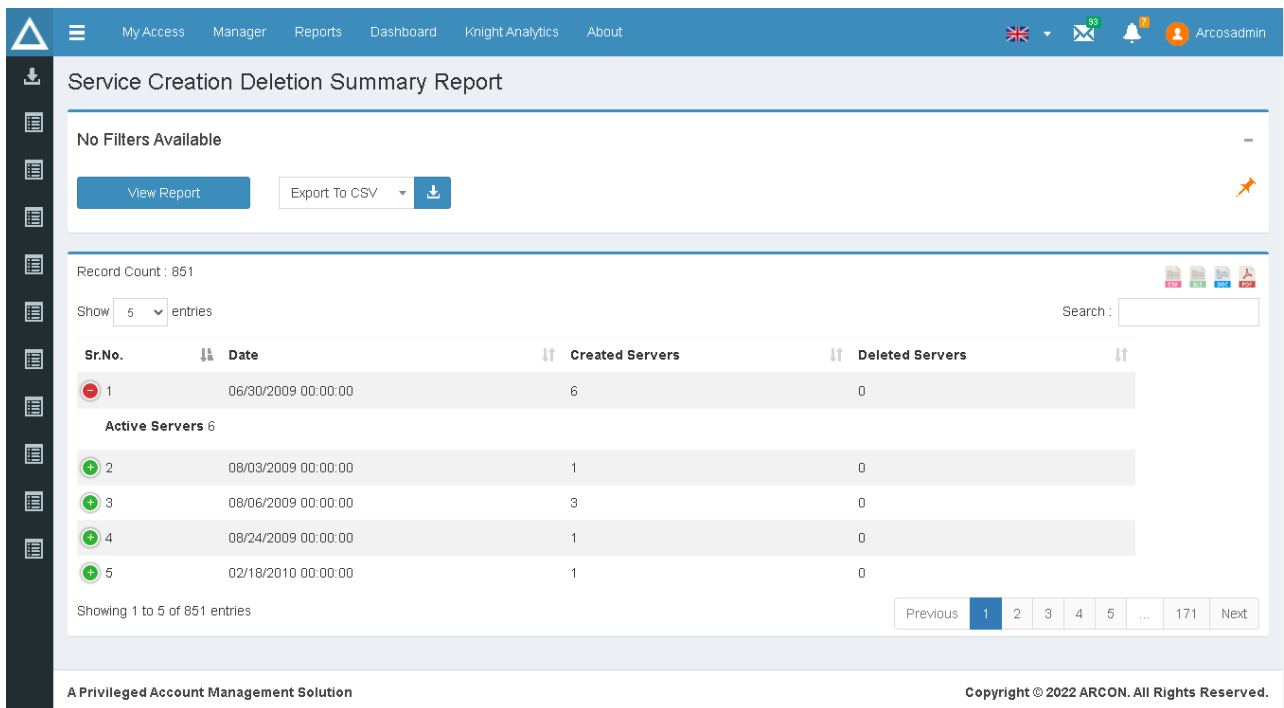 My Access Manager Reports Dashboard Knight Analytics About 93 7 Arcosadmin
Service Creation Deletion Summary Report
No Filters Available
View Report Export To CSV
Record Count : 851
CSV XLS DOC PDF
Show 5 entries Search :
Sr.No. Date Created Servers Deleted Servers
1 06/30/2009 00:00:00 6 0
Active Servers 6
2 08/03/2009 00:00:00 1 0
3 08/06/2009 00:00:00 3 0
4 08/24/2009 00:00:00 1 0
5 02/18/2010 00:00:00 1 0
Showing 1 to 5 of 851 entries Previous 1 2 3 4 5 ... 171 Next
A Privileged Account Management Solution Copyright © 2022 ARCON. All Rights Reserved.